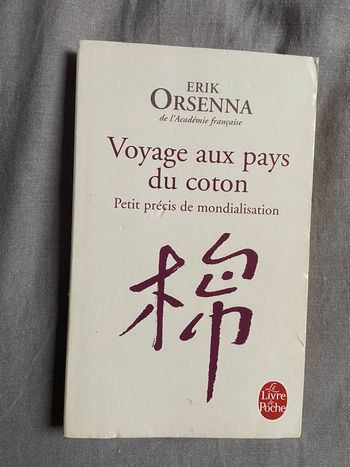 ERIK
ORSENNA
de l'Académie française
Voyage aux pays
du coton
Petit précis de mondialisation
棉
Le
Livre
de
Poche